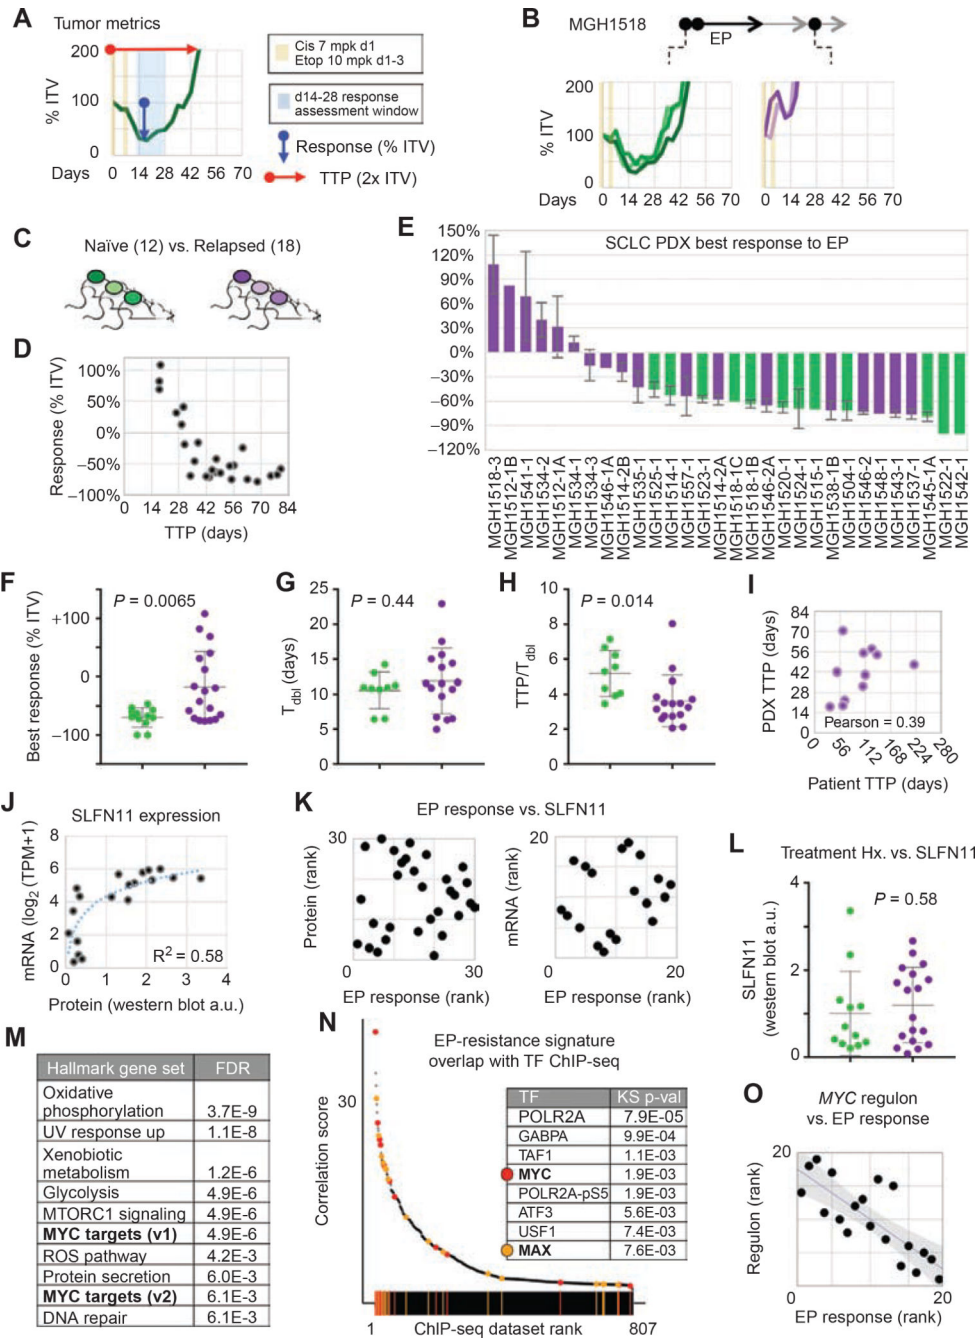 A
Tumor metrics
200
100
0
% ITV
Days
0 14 28 42 56 70
Cis 7 mpk d1
Etop 10 mpk d1-3
d14-28 response
assessment window
Response (% ITV)
TTP (2x ITV)
B
MGH1518
EP
200
100
0
% ITV
0 14 28 42 56 70
0 14 28 42 56 70
Days
C
Naïve (12) vs. Relapsed (18)
D
100%
50%
0%
−50%
−100%
Response (% ITV)
0 14 28 42 56 70 84
TTP (days)
E
SCLC PDX best response to EP
150%
120%
90%
60%
30%
0%
−30%
−60%
−90%
−120%
MGH1518-3
MGH1512-1B
MGH1541-1
MGH1534-2
MGH1512-1A
MGH1534-1
MGH1534-3
MGH1546-1A
MGH1514-2B
MGH1535-1
MGH1525-1
MGH1514-1
MGH1557-1
MGH1523-1
MGH1514-2A
MGH1518-1C
MGH1518-1B
MGH1546-2A
MGH1520-1
MGH1524-1
MGH1515-1
MGH1538-1B
MGH1504-1
MGH1546-2
MGH1548-1
MGH1543-1
MGH1537-1
MGH1545-1A
MGH1522-1
MGH1542-1
F
P = 0.0065
+100
0
−100
Best response (% ITV)
G
P = 0.44
25
20
15
10
5
0
Tdbl (days)
H
P = 0.014
10
8
6
4
2
0
TTP/Tdbl
I
84
70
56
42
28
14
0
PDX TTP (days)
Pearson = 0.39
0 56 112 168 224 280
Patient TTP (days)
J
SLFN11 expression
8
6
4
2
0
mRNA (log2 (TPM+1)
R2 = 0.58
0 1 2 3 4
Protein (western blot a.u.)
K
EP response vs. SLFN11
30
Protein (rank)
0 30
EP response (rank)
20
mRNA (rank)
0 20
EP response (rank)
L
Treatment Hx. vs. SLFN11
P = 0.58
4
2
0
SLFN11
(western blot a.u.)
M
Hallmark gene set FDR
Oxidative
phosphorylation 3.7E-9
UV response up 1.1E-8
Xenobiotic
metabolism 1.2E-6
Glycolysis 4.9E-6
MTORC1 signaling 4.9E-6
MYC targets (v1) 4.9E-6
ROS pathway 4.2E-3
Protein secretion 6.0E-3
MYC targets (v2) 6.1E-3
DNA repair 6.1E-3
N
EP-resistance signature
overlap with TF ChIP-seq
30
Correlation score
TF KS p-val
POLR2A 7.9E-05
GABPA 9.9E-04
TAF1 1.1E-03
MYC 1.9E-03
POLR2A-pS5 1.9E-03
ATF3 5.6E-03
USF1 7.4E-03
MAX 7.6E-03
1 ChIP-seq dataset rank 807
O
MYC regulon
vs. EP response
20
Regulon (rank)
0 20
EP response (rank)